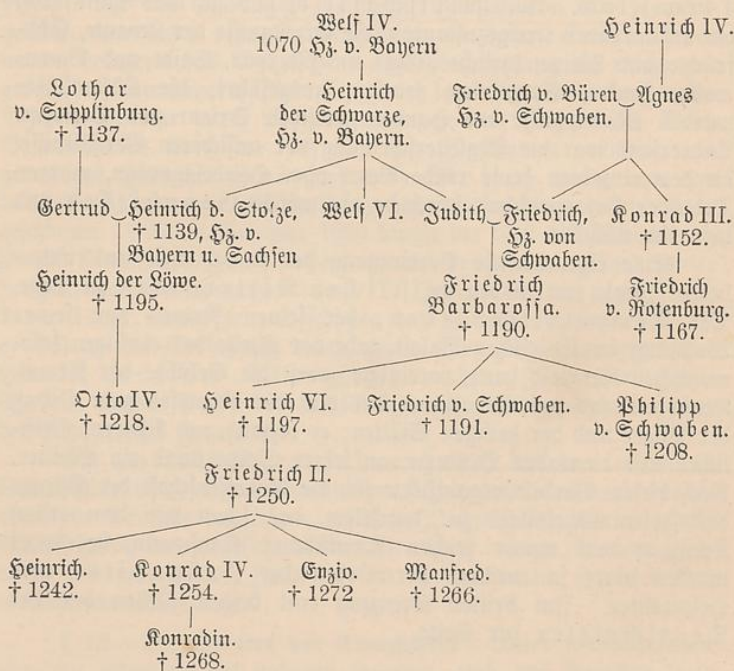 Welf IV.
1070 Hz. v. Bayern
Heinrich IV.
Lothar
v. Supplinburg.
† 1137.
Heinrich
der Schwarze,
Hz. v. Bayern.
Friedrich v. Büren Agnes
Hz. v. Schwaben.
Gertrud Heinrich d. Stolze,
† 1139, Hz. v.
Bayern u. Sachsen
Welf VI.
Judith Friedrich,
Hz. von
Schwaben.
Konrad III.
† 1152.
Heinrich der Löwe.
† 1195.
Friedrich
Barbarossa.
† 1190.
Friedrich
v. Rotenburg.
† 1167.
Otto IV.
† 1218.
Heinrich VI.
† 1197.
Friedrich v. Schwaben.
† 1191.
Philipp
v. Schwaben.
† 1208.
Friedrich II.
† 1250.
Heinrich.
† 1242.
Konrad IV.
† 1254.
Enzio.
† 1272
Manfred.
† 1266.
Konradin.
† 1268.